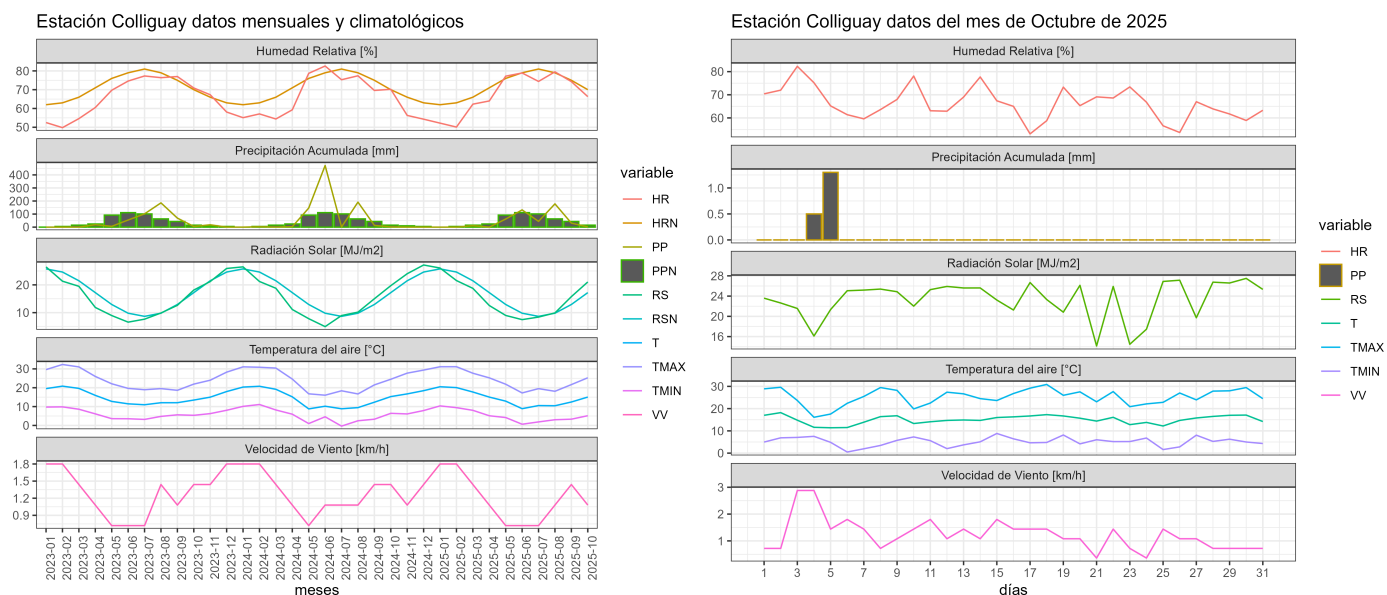 Estación Colliguay datos mensuales y climatológicos
Humedad Relativa [%]
80
70
60
50
Precipitación Acumulada [mm]
400
300
200
100
0
Radiación Solar [MJ/m2]
20
10
Temperatura del aire [°C]
30
20
10
0
Velocidad de Viento [km/h]
1.8
1.5
1.2
0.9
2023-01
2023-02
2023-03
2023-04
2023-05
2023-06
2023-07
2023-08
2023-09
2023-10
2023-11
2023-12
2024-01
2024-02
2024-03
2024-04
2024-05
2024-06
2024-07
2024-08
2024-09
2024-10
2024-11
2024-12
2025-01
2025-02
2025-03
2025-04
2025-05
2025-06
2025-07
2025-08
2025-09
2025-10
meses
variable
HR
HRN
PP
PPN
RS
RSN
T
TMAX
TMIN
VV
Estación Colliguay datos del mes de Octubre de 2025
Humedad Relativa [%]
80
70
60
Precipitación Acumulada [mm]
1.0
0.5
0.0
Radiación Solar [MJ/m2]
28
24
20
16
Temperatura del aire [°C]
30
20
10
0
Velocidad de Viento [km/h]
3
2
1
1 3 5 7 9 11 13 15 17 19 21 23 25 27 29 31
días
variable
HR
PP
RS
T
TMAX
TMIN
VV